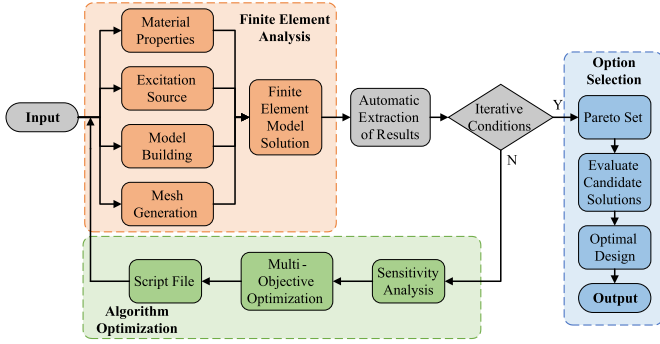 Finite Element
Analysis
Material
Properties
Excitation
Source
Model
Building
Mesh
Generation
Input
Finite
Element
Model
Solution
Automatic
Extraction
of Results
Iterative
Conditions
Y
N
Option
Selection
Pareto Set
Evaluate
Candidate
Solutions
Optimal
Design
Output
Sensitivity
Analysis
Multi-
Objective
Optimization
Script File
Algorithm
Optimization